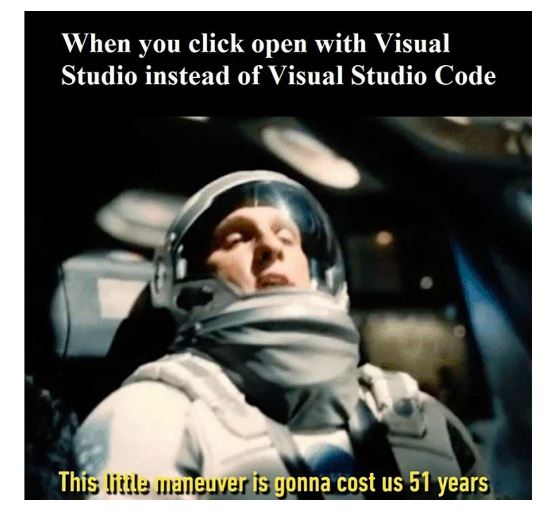 When you click open with Visual
Studio instead of Visual Studio Code
This little maneuver is gonna cost us 51 years